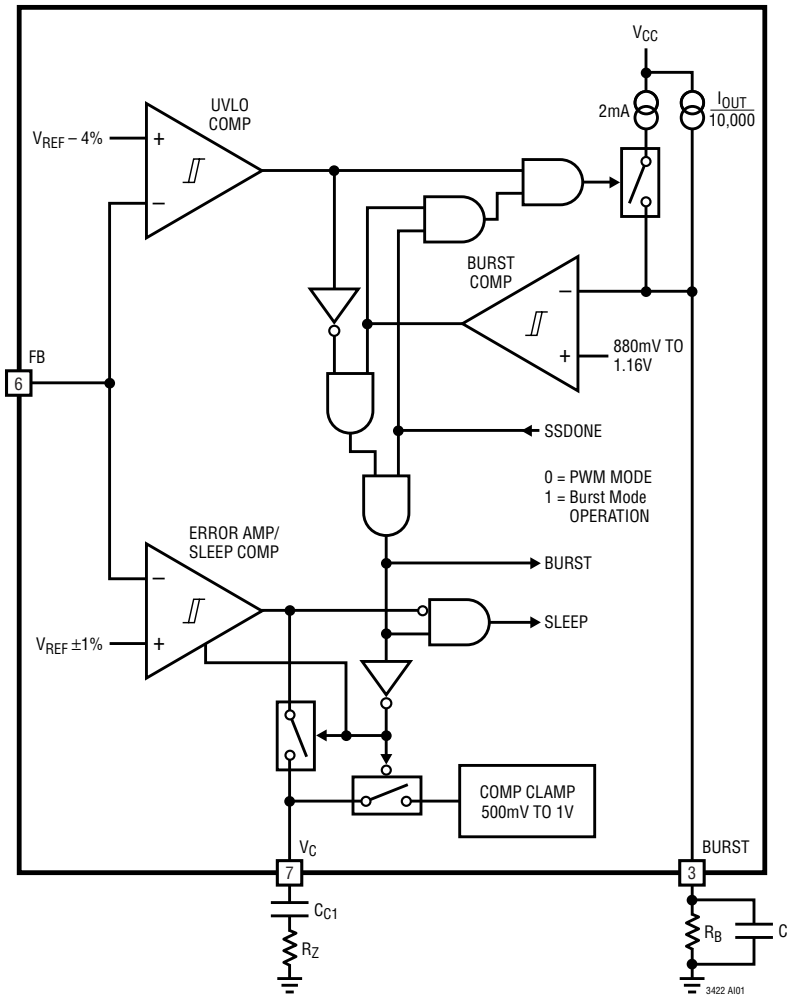 VCC
2mA
IOUT
10,000
UVLO
COMP
VREF – 4%
+
–
BURST
COMP
–
+
880mV TO
1.16V
FB
6
SSDONE
0 = PWM MODE
1 = Burst Mode
OPERATION
ERROR AMP/
SLEEP COMP
BURST
–
SLEEP
VREF ±1%
+
COMP CLAMP
500mV TO 1V
VC
7
BURST
3
CC1
RZ
RB
C
3422 AI01